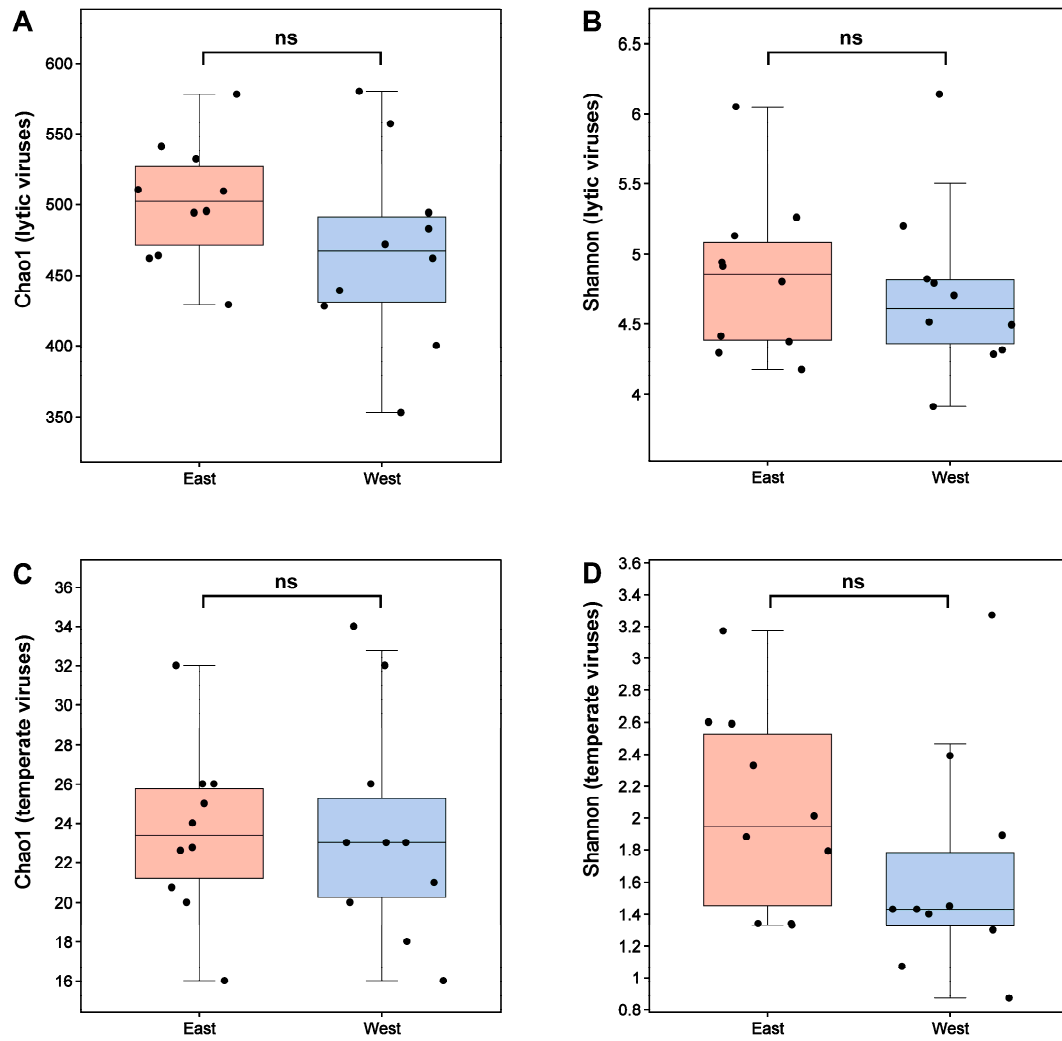 A
ns
Chao1 (lytic viruses)
600
550
500
450
400
350
East West
B
ns
Shannon (lytic viruses)
6.5
6
5.5
5
4.5
4
East West
C
ns
Chao1 (temperate viruses)
36
34
32
30
28
26
24
22
20
18
16
East West
D
ns
Shannon (temperate viruses)
3.6
3.4
3.2
3
2.8
2.6
2.4
2.2
2
1.8
1.6
1.4
1.2
1
0.8
East West